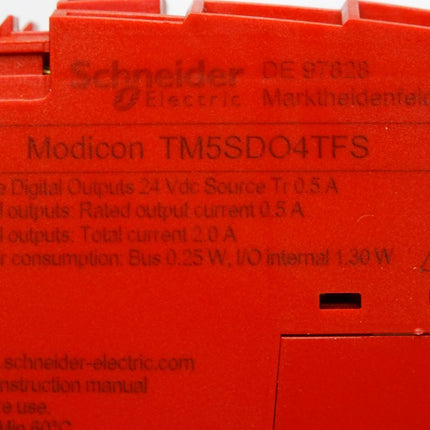 Schneider Electric DE 97828
Marktheidenfeld
Modicon TM5SDO4TFS
e Digital Outputs 24 Vdc Source Tr 0.5 A
l outputs: Rated output current 0.5 A
l outputs: Total current 2.0 A
r consumption: Bus 0.25 W, I/O internal 1.30 W
.schneider-electric.com
nstruction manual
e use.
Min 60°C